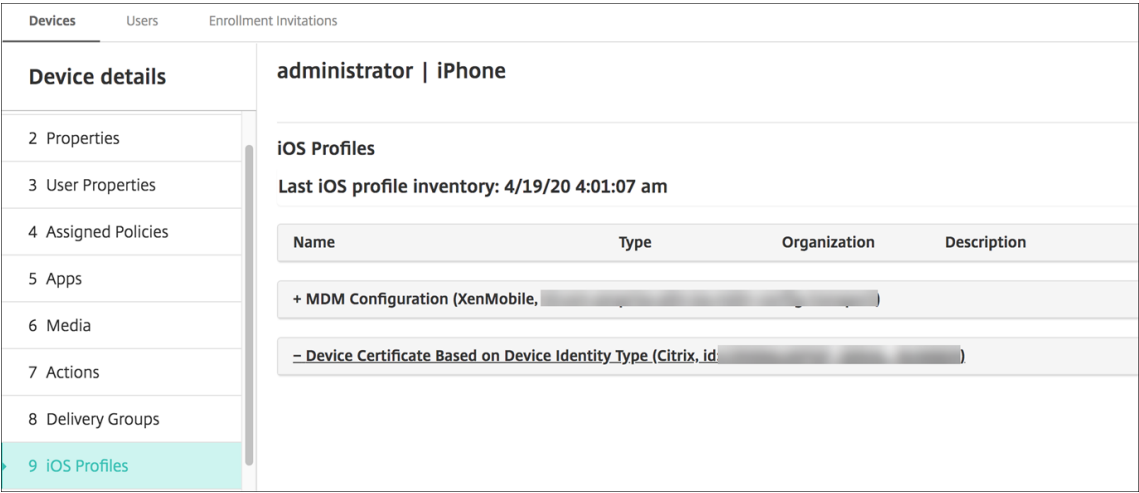 Devices Users Enrollment Invitations
Device details
2 Properties
3 User Properties
4 Assigned Policies
5 Apps
6 Media
7 Actions
8 Delivery Groups
9 iOS Profiles
administrator | iPhone
iOS Profiles
Last iOS profile inventory: 4/19/20 4:01:07 am
Name Type Organization Description
+ MDM Configuration (XenMobile, )
– Device Certificate Based on Device Identity Type (Citrix, id: )